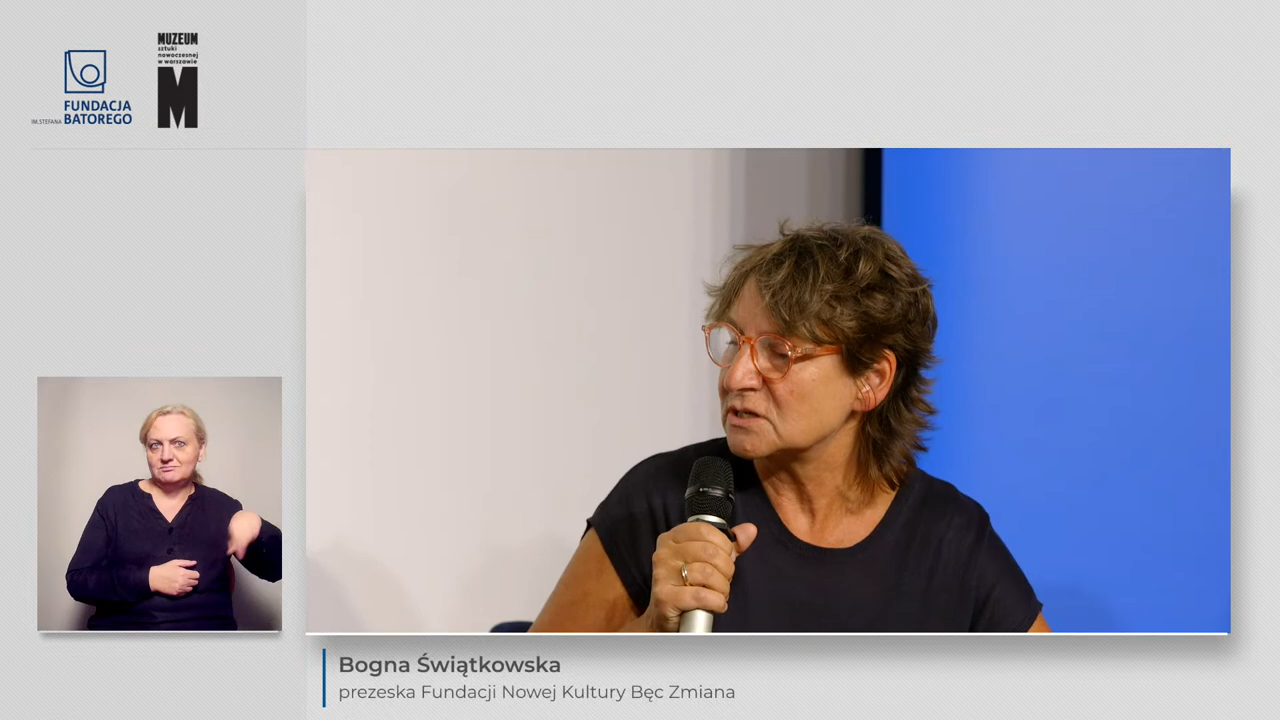 MUZEUM
sztuki
nowoczesnej
w warszawie
M
FUNDACJA
IM. STEFANA BATOREGO
Bogna Świątkowska
prezeska Fundacji Nowej Kultury Bęc Zmiana